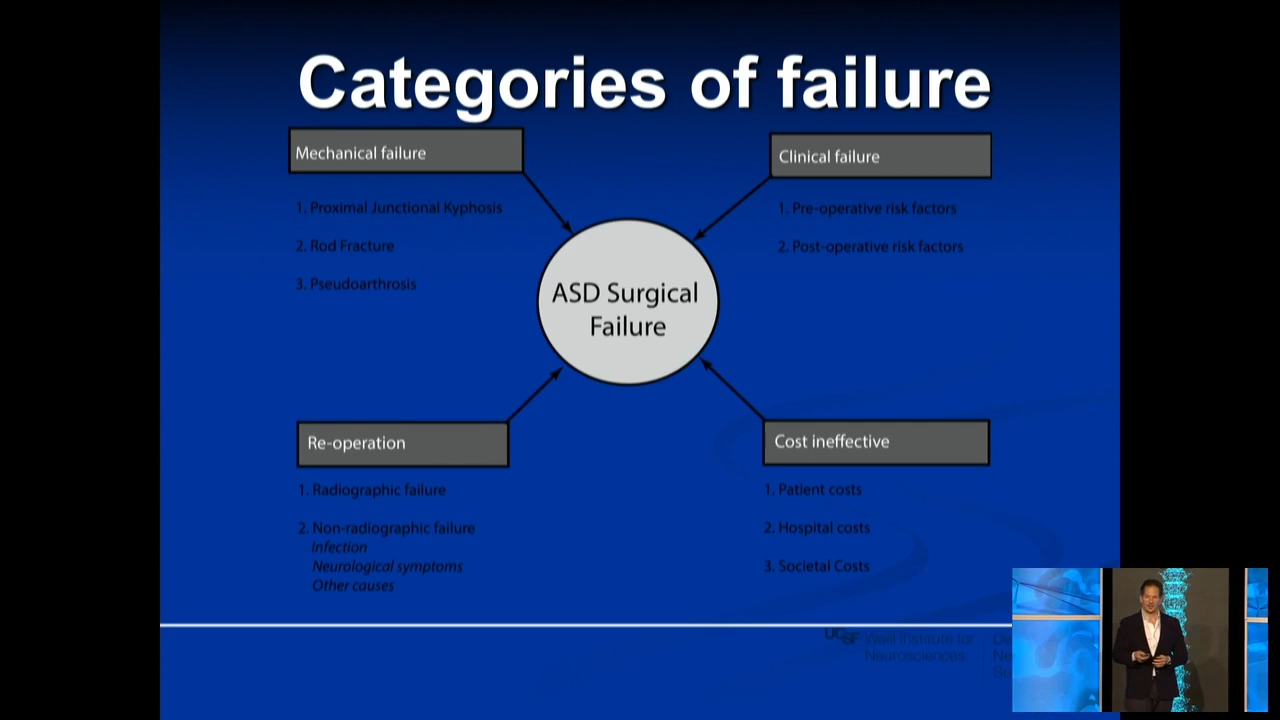 Categories of failure
Mechanical failure
1. Proximal Junctional Kyphosis
2. Rod Fracture
3. Pseudoarthrosis
Clinical failure
1. Pre-operative risk factors
2. Post-operative risk factors
ASD Surgical
Failure
Re-operation
1. Radiographic failure
2. Non-radiographic failure
Infection
Neurological symptoms
Other causes
Cost ineffective
1. Patient costs
2. Hospital costs
3. Societal Costs
UCSF
Weill Institute for
Neurosciences